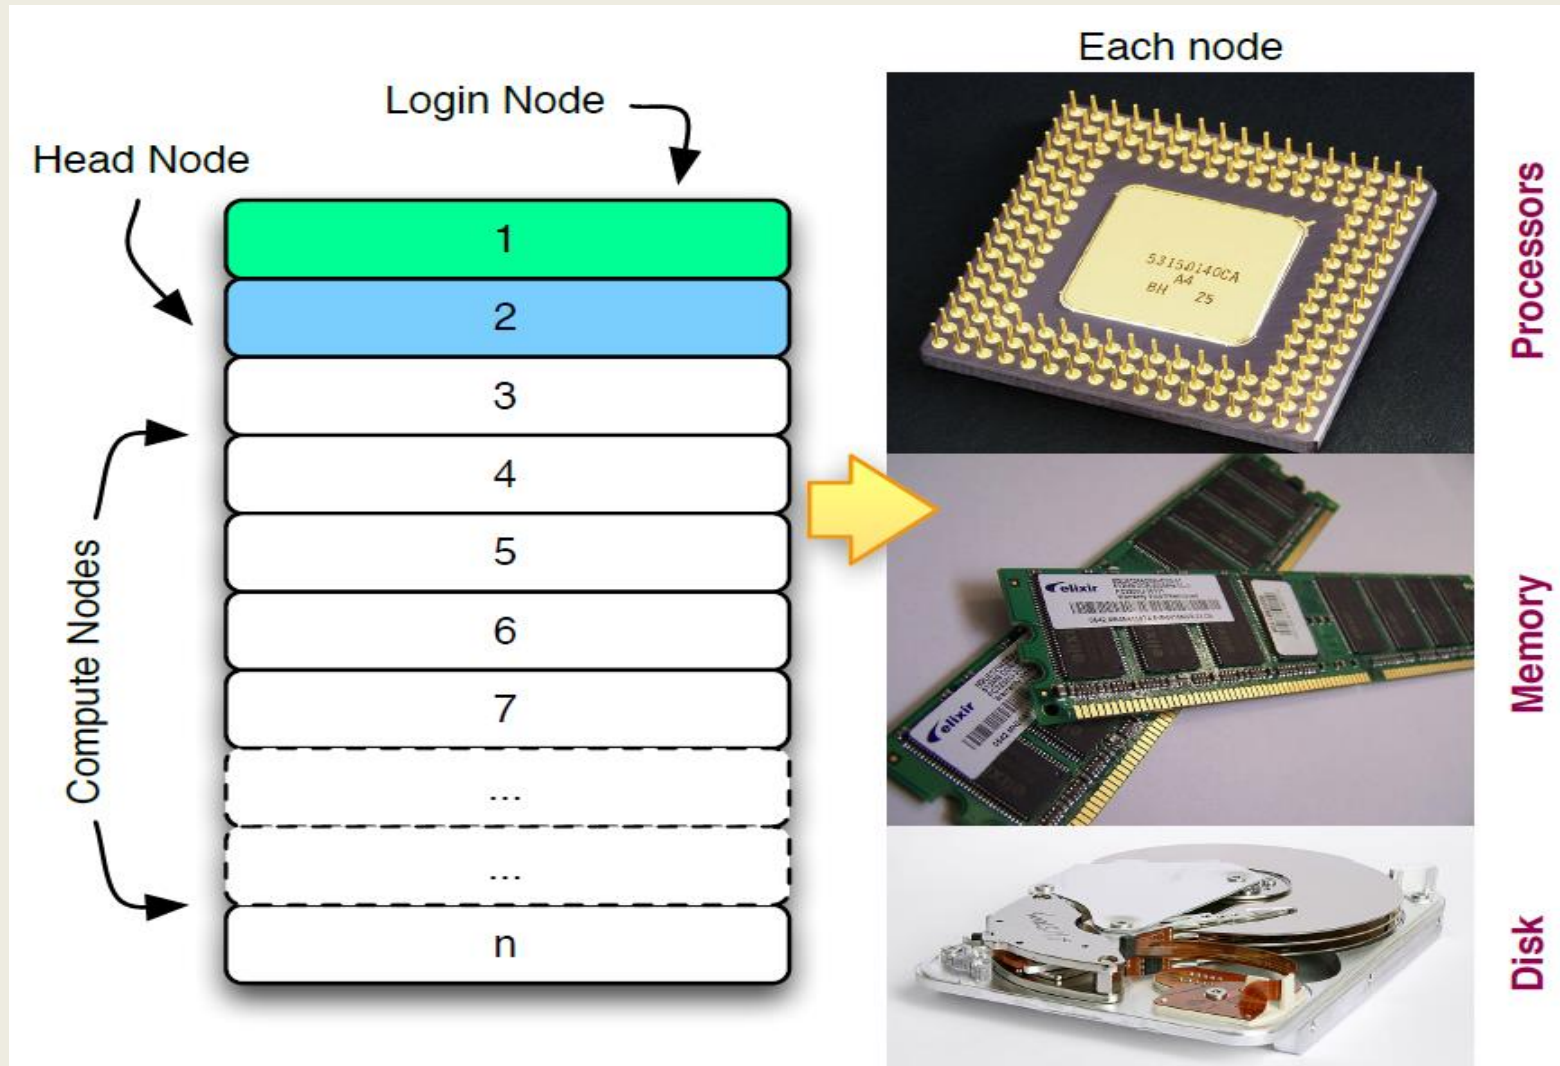 Each node
Login Node
Head Node
1
2
3
4
5
6
7
...
...
n
Compute Nodes
Processors
Memory
Disk
53150140CA
A4
BH 25
elixir
elixir